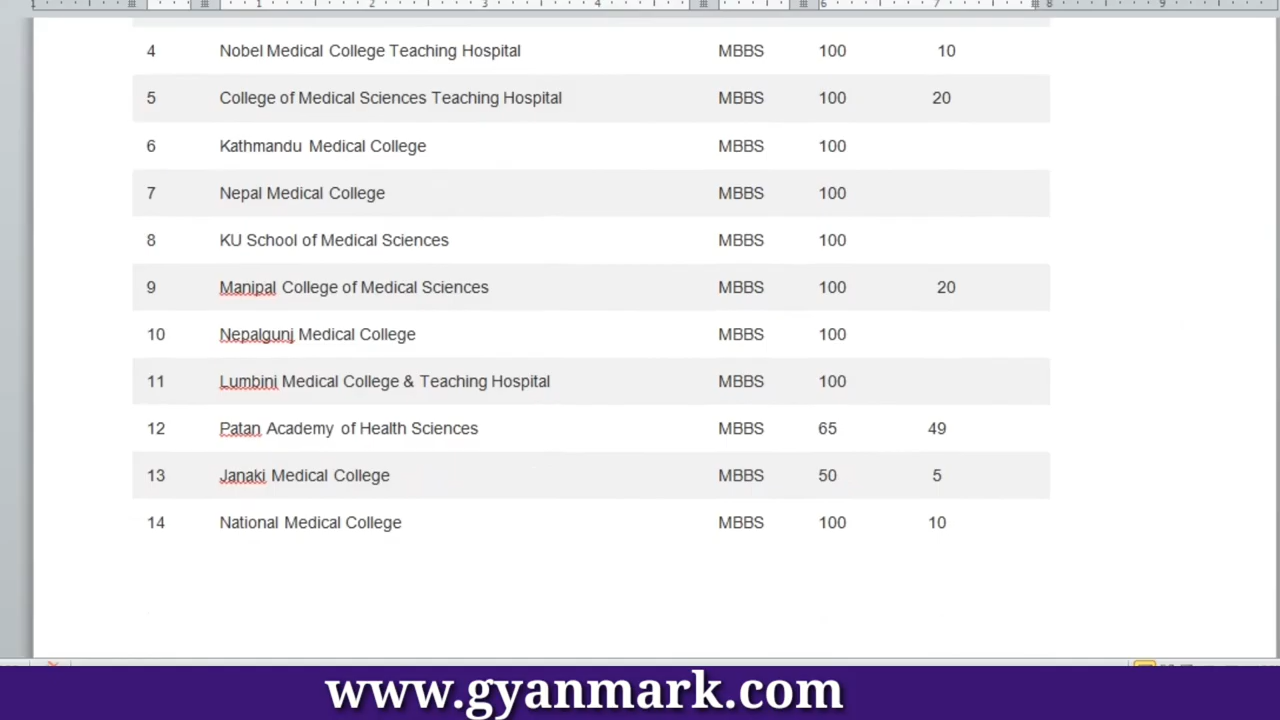 4 Nobel Medical College Teaching Hospital MBBS 100 10
5 College of Medical Sciences Teaching Hospital MBBS 100 20
6 Kathmandu Medical College MBBS 100
7 Nepal Medical College MBBS 100
8 KU School of Medical Sciences MBBS 100
9 Manipal College of Medical Sciences MBBS 100 20
10 Nepalgunj Medical College MBBS 100
11 Lumbini Medical College & Teaching Hospital MBBS 100
12 Patan Academy of Health Sciences MBBS 65 49
13 Janaki Medical College MBBS 50 5
14 National Medical College MBBS 100 10
www.gyanmark.com